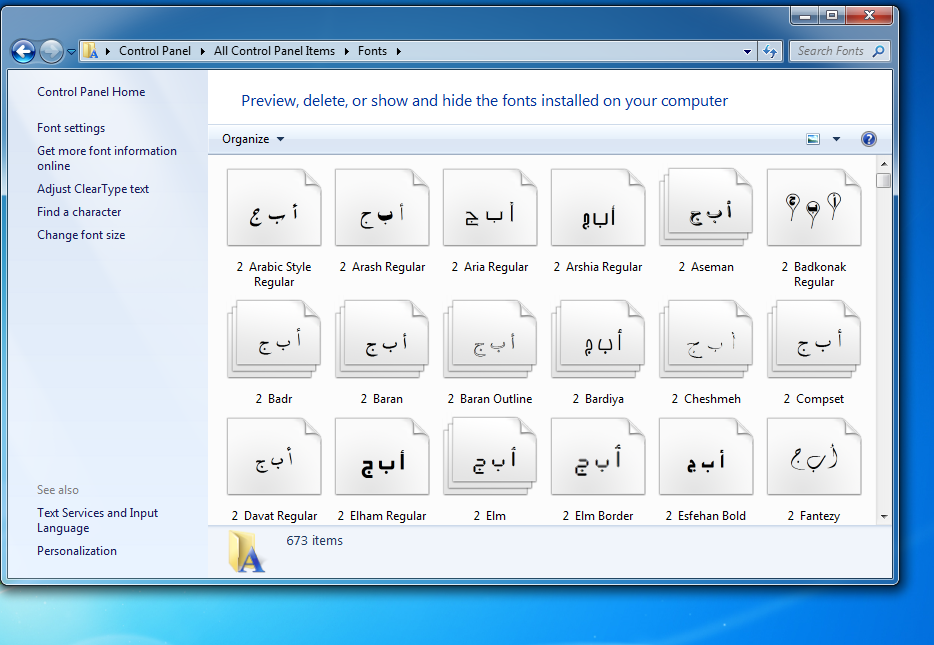 Control Panel ▸ All Control Panel Items ▸ Fonts ▸
Search Fonts
Control Panel Home
Font settings
Get more font information
online
Adjust ClearType text
Find a character
Change font size
See also
Text Services and Input
Language
Personalization
Preview, delete, or show and hide the fonts installed on your computer
Organize
أ ب ج أ ب ج أ ب ج أ ب ج أ ب ج أ ب ج
2 Arabic Style Regular 2 Arash Regular 2 Aria Regular 2 Arshia Regular 2 Aseman 2 Badkonak Regular
أ ب ج أ ب ج أ ب ج أ ب ج أ ب ج أ ب ج
2 Badr 2 Baran 2 Baran Outline 2 Bardiya 2 Cheshmeh 2 Compset
أ ب ج أ ب ج أ ب ج أ ب ج أ ب ج أ ب ج
2 Davat Regular 2 Elham Regular 2 Elm 2 Elm Border 2 Esfehan Bold 2 Fantezy
673 items